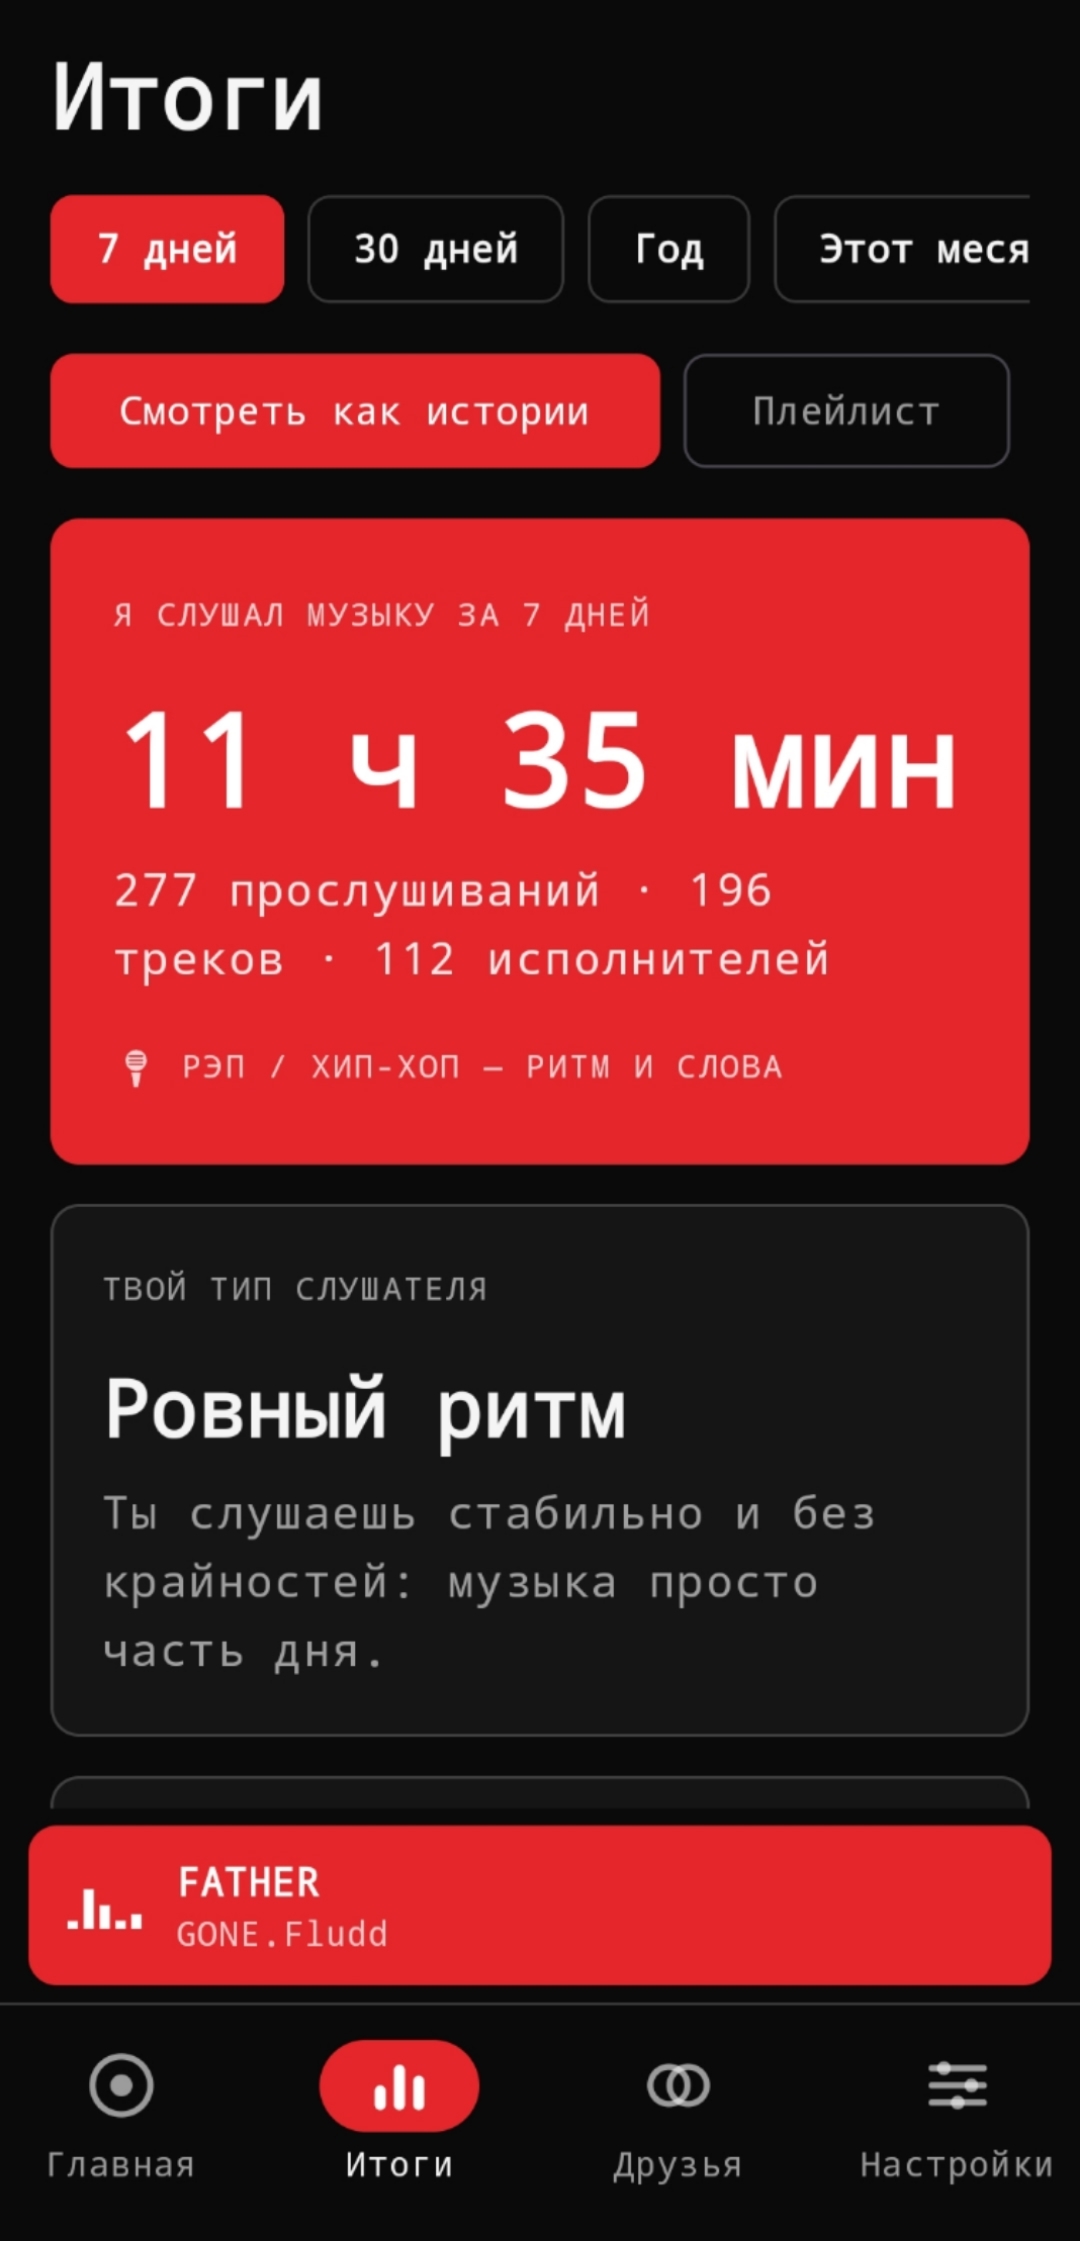 Итоги
7 дней
30 дней
Год
Этот меся
Смотреть как истории
Плейлист
Я СЛУШАЛ МУЗЫКУ ЗА 7 ДНЕЙ
11 ч 35 мин
277 прослушиваний · 196
треков · 112 исполнителей
РЭП / ХИП-ХОП — РИТМ И СЛОВА
ТВОЙ ТИП СЛУШАТЕЛЯ
Ровный ритм
Ты слушаешь стабильно и без
крайностей: музыка просто
часть дня.
FATHER
GONE.Fludd
Главная
Итоги
Друзья
Настройки